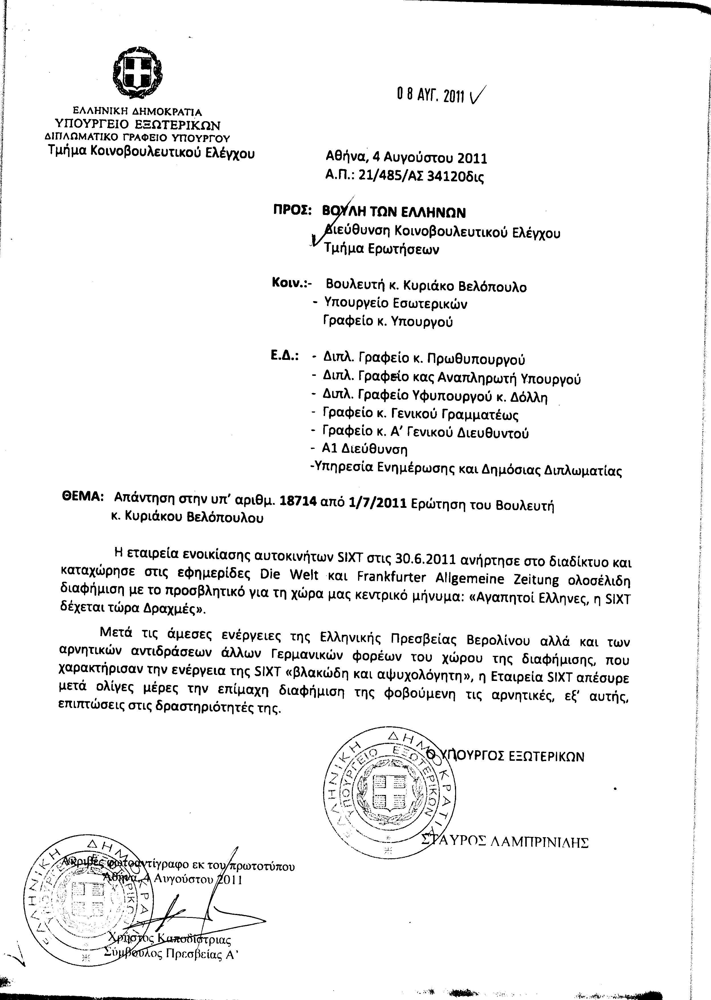 08 ΑΥΓ. 2011
ΕΛΛΗΝΙΚΗ ΔΗΜΟΚΡΑΤΙΑ
ΥΠΟΥΡΓΕΙΟ ΕΞΩΤΕΡΙΚΩΝ
ΔΙΠΛΩΜΑΤΙΚΟ ΓΡΑΦΕΙΟ ΥΠΟΥΡΓΟΥ
Τμήμα Κοινοβουλευτικού Ελέγχου
Αθήνα, 4 Αυγούστου 2011
Α.Π.: 21/485/ΑΣ 34120δις
ΠΡΟΣ: ΒΟΥΛΗ ΤΩΝ ΕΛΛΗΝΩΝ
Διεύθυνση Κοινοβουλευτικού Ελέγχου
Τμήμα Ερωτήσεων
Κοιν.:- Βουλευτή κ. Κυριάκο Βελόπουλο
- Υπουργείο Εσωτερικών
Γραφείο κ. Υπουργού
Ε.Δ.: - Διπλ. Γραφείο κ. Πρωθυπουργού
- Διπλ. Γραφείο κας Αναπληρωτή Υπουργού
- Διπλ. Γραφείο Υφυπουργού κ. Δόλλη
- Γραφείο κ. Γενικού Γραμματέως
- Γραφείο κ. Α’ Γενικού Διευθυντού
- Α1 Διεύθυνση
-Υπηρεσία Ενημέρωσης και Δημόσιας Διπλωματίας
ΘΕΜΑ: Απάντηση στην υπ’ αριθμ. 18714 από 1/7/2011 Ερώτηση του Βουλευτή
κ. Κυριάκου Βελόπουλου
Η εταιρεία ενοικίασης αυτοκινήτων SIXT στις 30.6.2011 ανήρτησε στο διαδίκτυο και
καταχώρησε στις εφημερίδες Die Welt και Frankfurter Allgemeine Zeitung ολοσέλιδη
διαφήμιση με το προσβλητικό για τη χώρα μας κεντρικό μήνυμα: «Αγαπητοί Ελληνες, η SIXT
δέχεται τώρα Δραχμές».
Μετά τις άμεσες ενέργειες της Ελληνικής Πρεσβείας Βερολίνου αλλά και των
αρνητικών αντιδράσεων άλλων Γερμανικών φορέων του χώρου της διαφήμισης, που
χαρακτήρισαν την ενέργεια της SIXT «βλακώδη και αψυχολόγητη», η Εταιρεία SIXT απέσυρε
μετά ολίγες μέρες την επίμαχη διαφήμιση της φοβούμενη τις αρνητικές, εξ’ αυτής,
επιπτώσεις στις δραστηριότητές της.
Ο ΥΠΟΥΡΓΟΣ ΕΞΩΤΕΡΙΚΩΝ
ΕΛΛΗΝΙΚΗ ΔΗΜΟΚΡΑΤΙΑ
ΥΠΟΥΡΓΕΙΟ ΕΞΩΤΕΡΙΚΩΝ
ΣΤΑΥΡΟΣ ΛΑΜΠΡΙΝΙΔΗΣ
ΕΛΛΗΝΙΚΗ ΔΗΜΟΚΡΑΤΙΑ
ΥΠΟΥΡΓΕΙΟ ΕΞΩΤΕΡΙΚΩΝ
Ακριβές φωτοαντίγραφο εκ του πρωτοτύπου
Αθήνα, 4 Αυγούστου 2011
Χρήστος Καποδίστριας
Σύμβουλος Πρεσβείας Α’